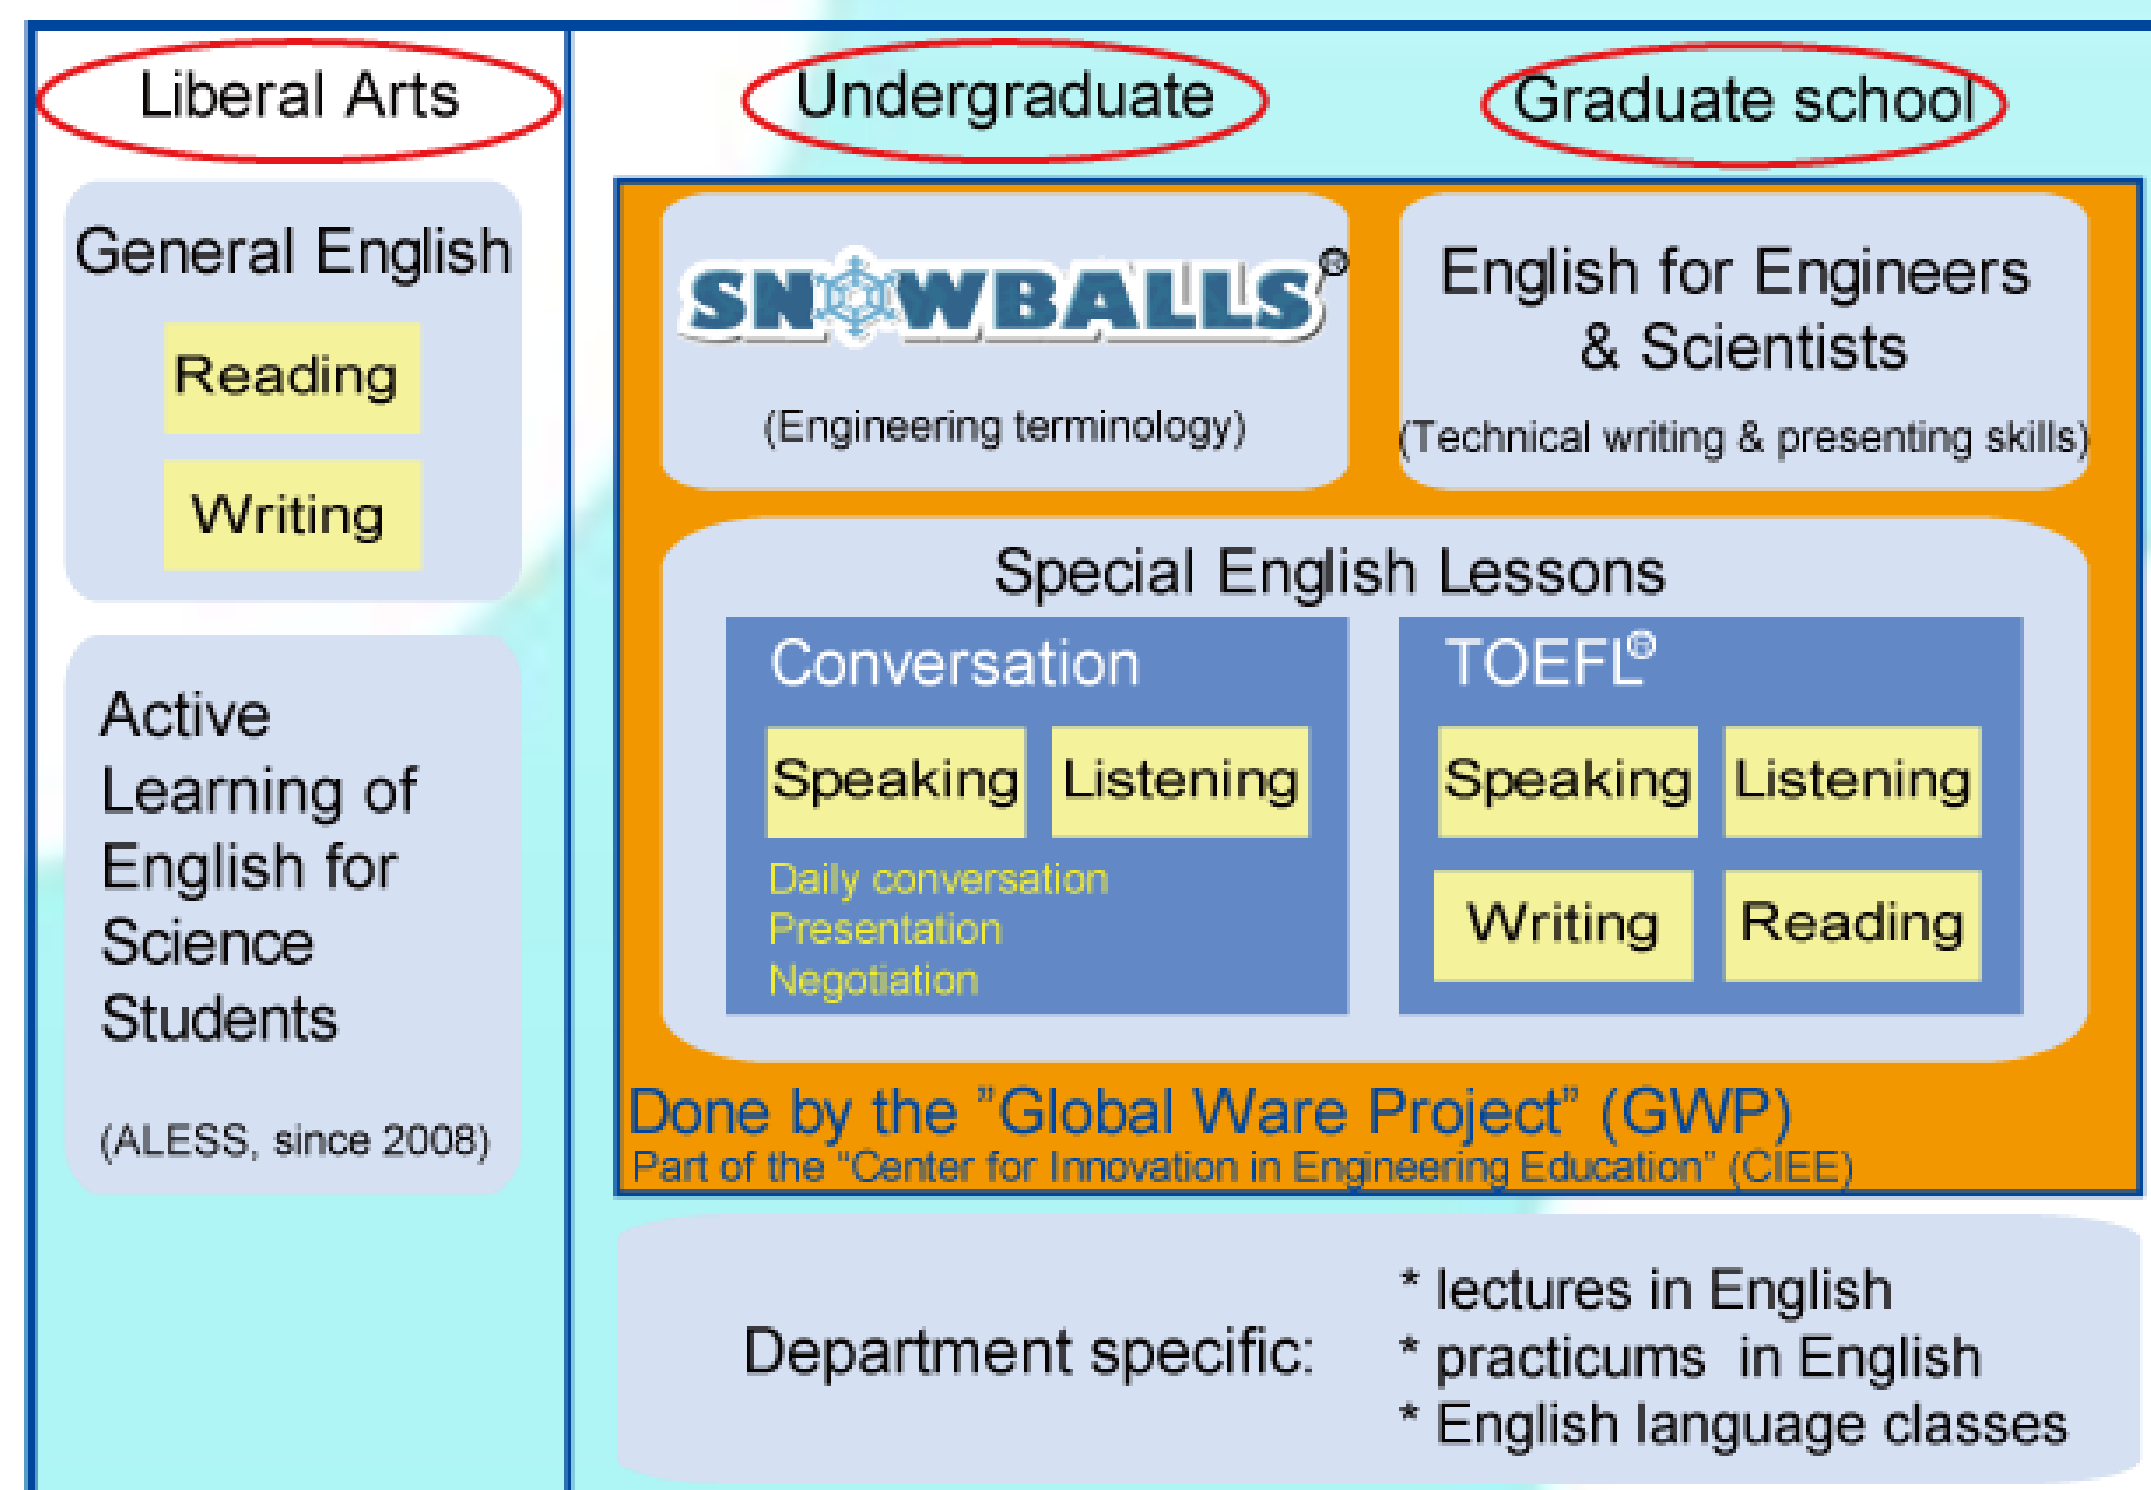 Liberal Arts
General English
Reading
Writing
Active
Learning of
English for
Science
Students
(ALESS, since 2008)
Undergraduate
Graduate school
SNOWBALLS®
(Engineering terminology)
English for Engineers
& Scientists
(Technical writing & presenting skills)
Special English Lessons
Conversation
Speaking
Listening
Daily conversation
Presentation
Negotiation
TOEFL®
Speaking
Listening
Writing
Reading
Done by the ”Global Ware Project” (GWP)
Part of the “Center for Innovation in Engineering Education” (CIEE)
Department specific:
* lectures in English
* practicums in English
* English language classes